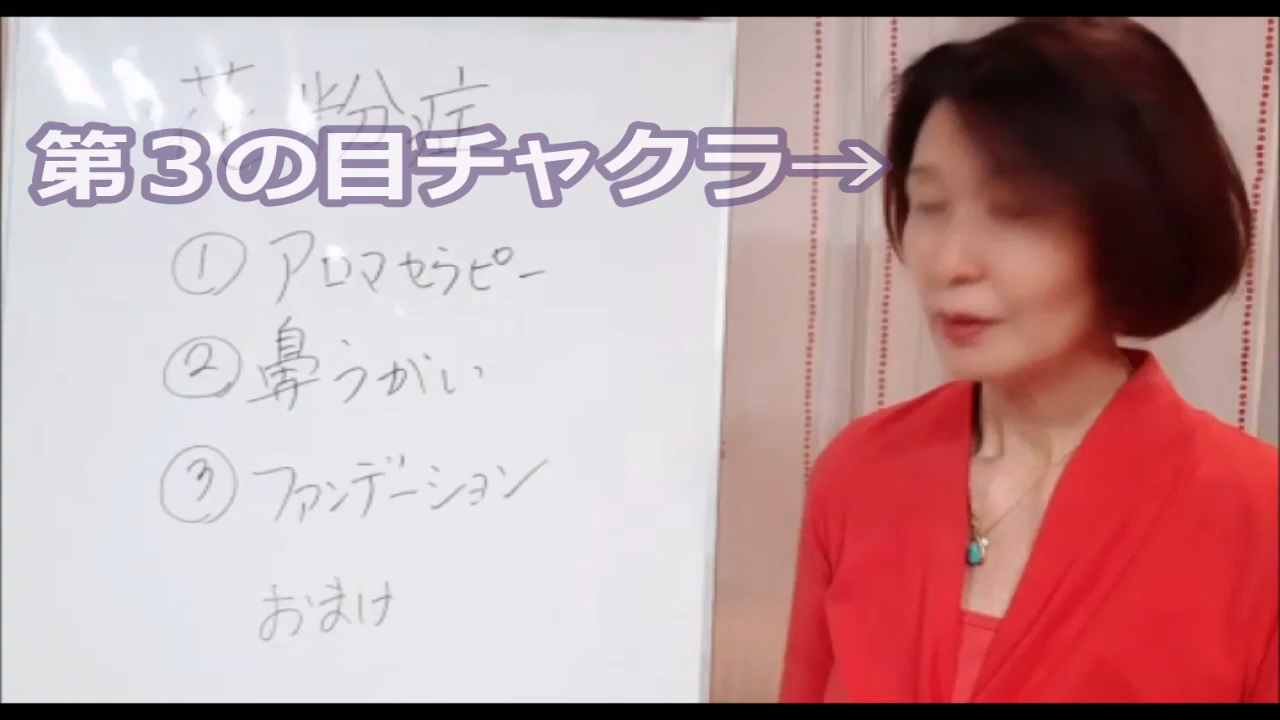 花粉症
第３の目チャクラ→
① アロマセラピー
② 鼻うがい
③ ファンデーション
おまけ